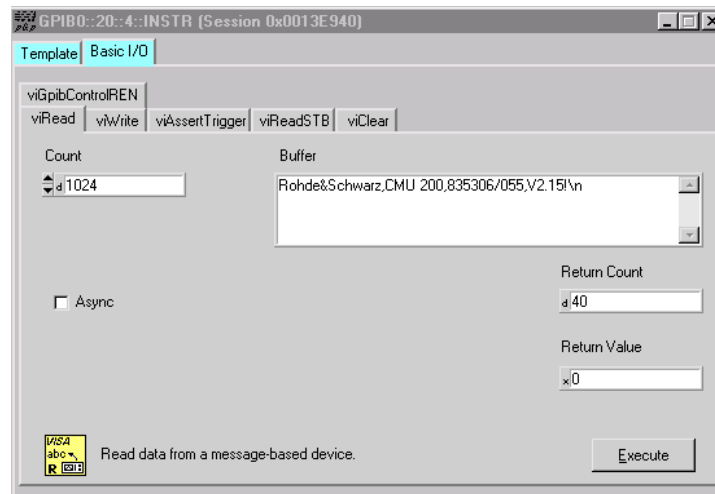 GPIB0::20::4::INSTR (Session 0x0013E940)
Template Basic I/O
viGpibControlREN
viRead viWrite viAssertTrigger viReadSTB viClear
Count Buffer
d 1024 Rohde&Schwarz,CMU 200,835306/055,V2.15!\n
Return Count
Async d 40
Return Value
x 0
VISA
abc
R
Read data from a message-based device. Execute